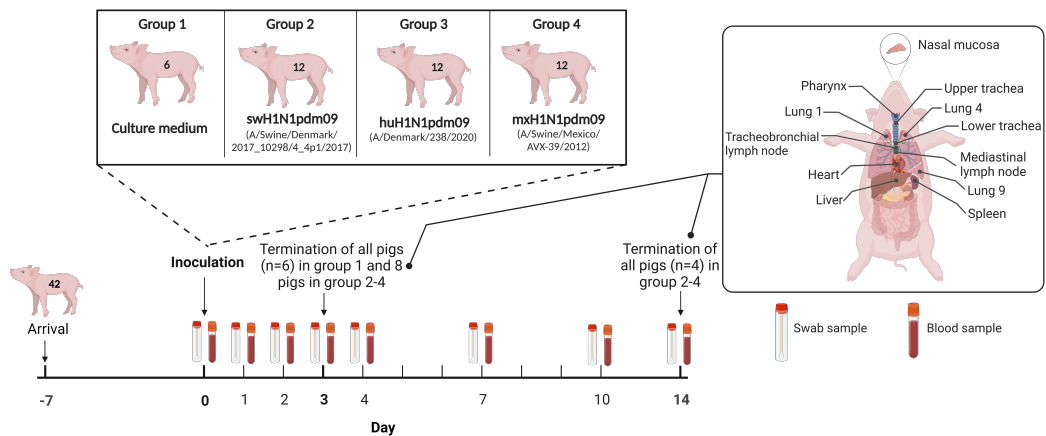 Group 1
6
Culture medium
Group 2
12
swH1N1pdm09
(A/Swine/Denmark/
2017_10298/4_4p1/2017)
Group 3
12
huH1N1pdm09
(A/Denmark/238/2020)
Group 4
12
mxH1N1pdm09
(A/Swine/Mexico/
AVX-39/2012)
Nasal mucosa
Pharynx
Upper trachea
Lung 1
Lung 4
Lower trachea
Tracheobronchial
lymph node
Mediastinal
lymph node
Heart
Lung 9
Liver
Spleen
42
Arrival
Inoculation
Termination of all pigs
(n=6) in group 1 and 8
pigs in group 2-4
Termination of
all pigs (n=4) in
group 2-4
Swab sample
Blood sample
-7 0 1 2 3 4 7 10 14
Day